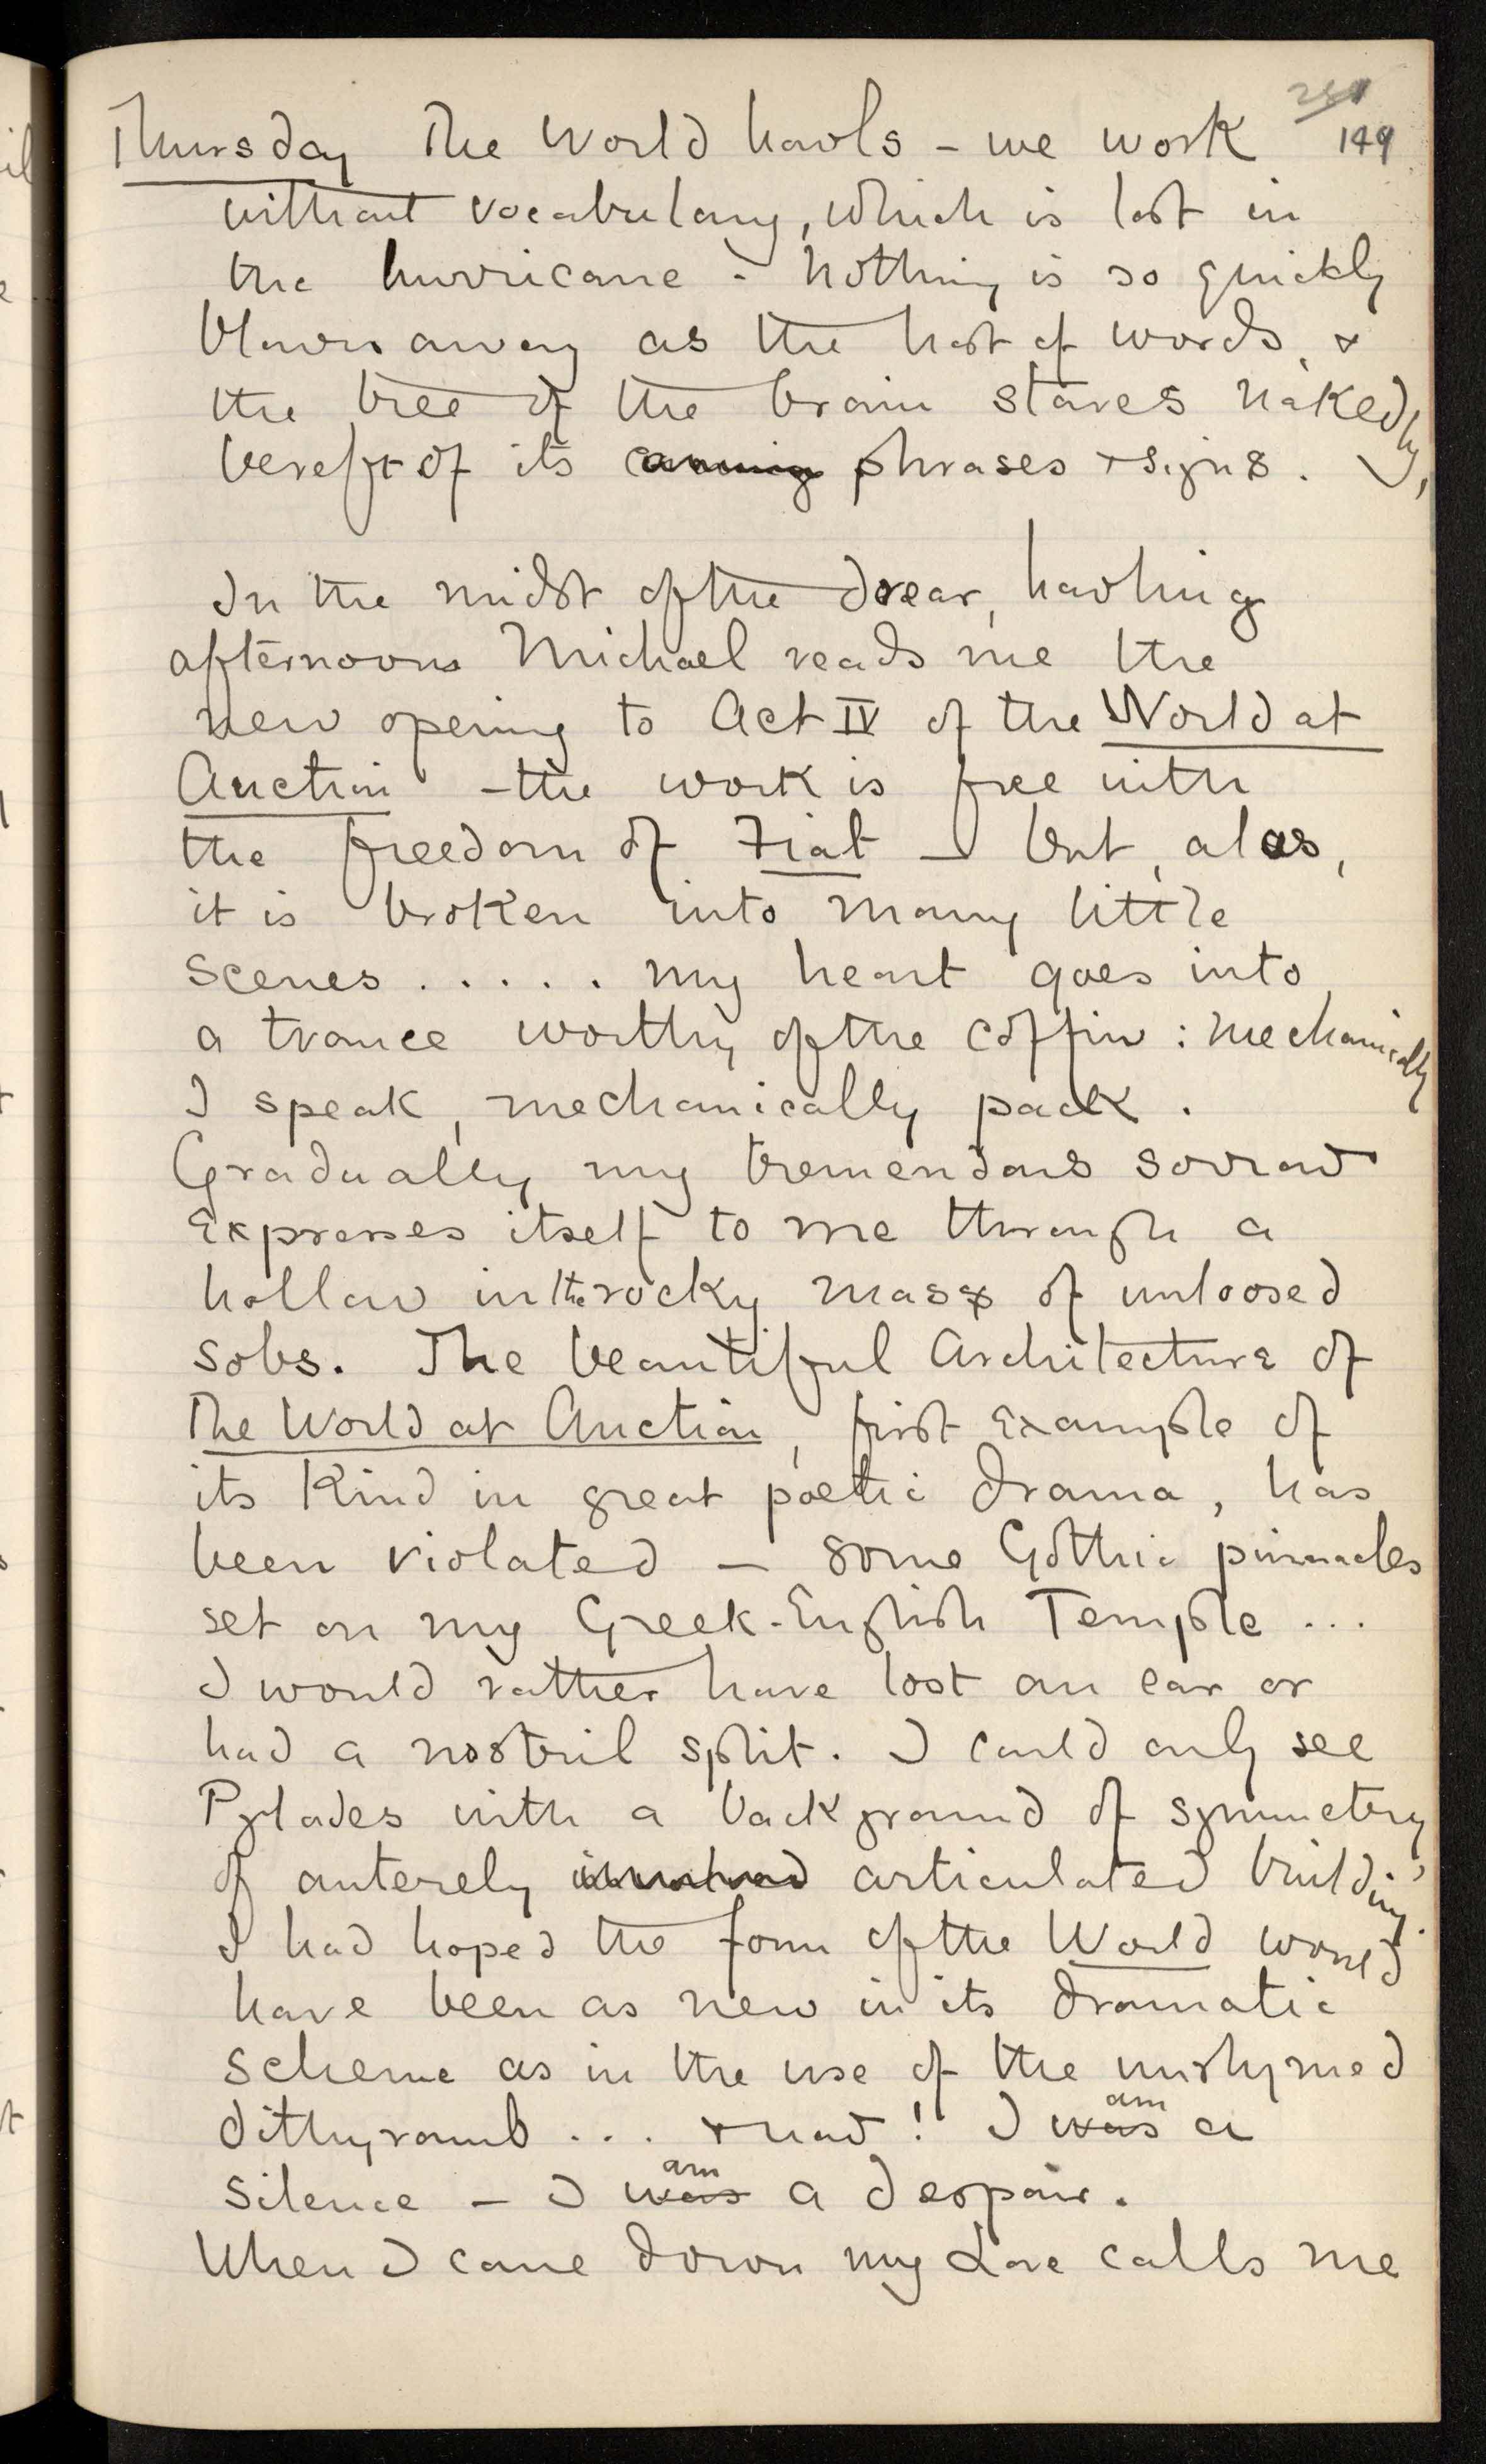 251
149
Thursday The World howls - we work
without vocabulary, which is lost in
the hurricane - Nothing is so quickly
blown away as the host of words, &
the tree of the brain stares nakedly,
bereft of its phrases & signs.
In the midst of the drear, howling
afternoon Michael reads me the
new opening to Act IV of the World at
Auction - the work is free with
the freedom of Fiat - but, alas,
it is broken into many little
scenes ..... my heart goes into
a trance worthy of the coffin : mechanically
I speak, mechanically pack.
Gradually my tremendous sorrow
expresses itself to me through a
hollow in the rocky mass of unloosed
sobs. The beautiful Architecture of
The World at Auction, first example of
its kind in great poetic drama, has
been violated - some Gothic pinnacles
set on my Greek-English Temple ...
I would rather have lost an ear or
had a nostril split. I could only see
Pylades with a background of symmetry,
of austerely articulated building.
I had hoped the form of the World would
have been as new in its dramatic
scheme as in the use of the unrhymed
dithyramb ... & now! I was am a
silence - I was am a despair.
When I came down my Love calls me